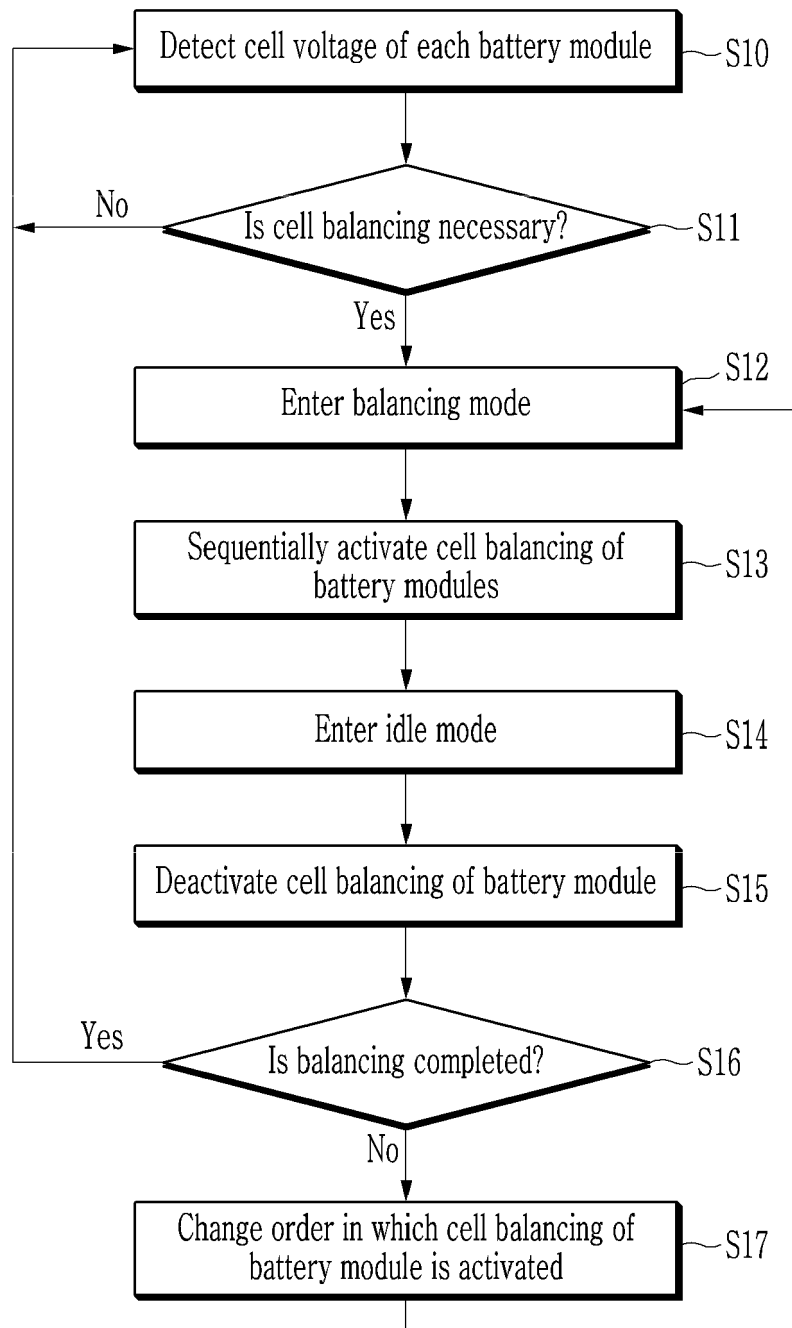 Detect cell voltage of each battery module
S10
No
Is cell balancing necessary?
S11
Yes
S12
Enter balancing mode
Sequentially activate cell balancing of
battery modules
S13
Enter idle mode
S14
Deactivate cell balancing of battery module
S15
Yes
Is balancing completed?
S16
No
Change order in which cell balancing of
battery module is activated
S17